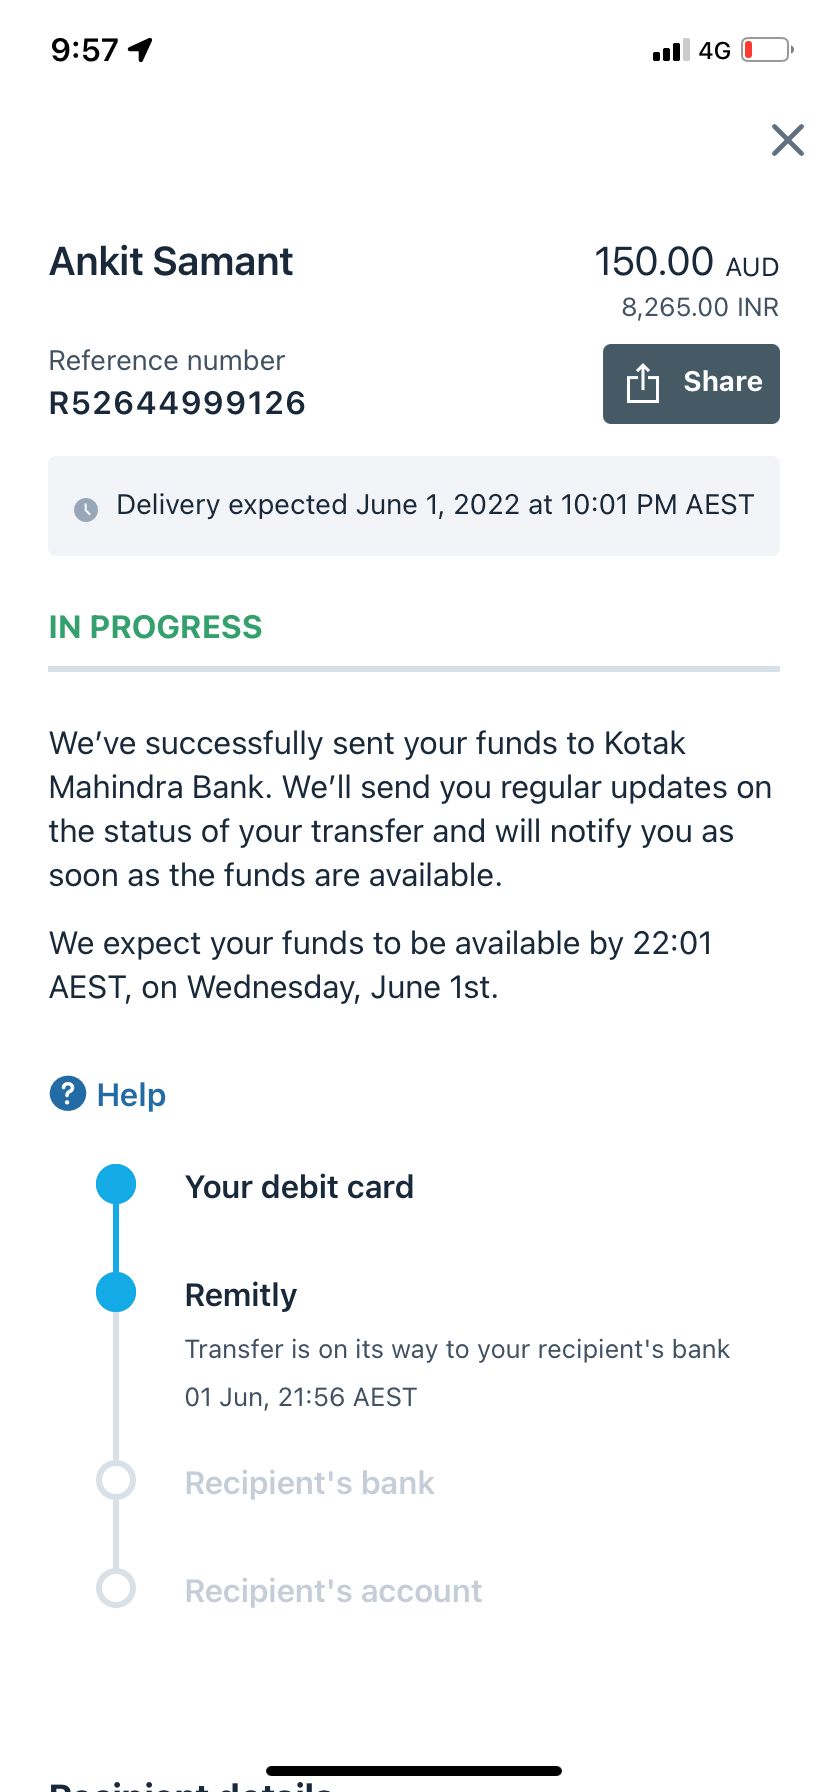 9:57
4G
Ankit Samant
150.00 AUD
8,265.00 INR
Reference number
R52644999126
Share
Delivery expected June 1, 2022 at 10:01 PM AEST
IN PROGRESS
We've successfully sent your funds to Kotak
Mahindra Bank. We'll send you regular updates on
the status of your transfer and will notify you as
soon as the funds are available.
We expect your funds to be available by 22:01
AEST, on Wednesday, June 1st.
? Help
Your debit card
Remitly
Transfer is on its way to your recipient's bank
01 Jun, 21:56 AEST
Recipient's bank
Recipient's account
Recipient details